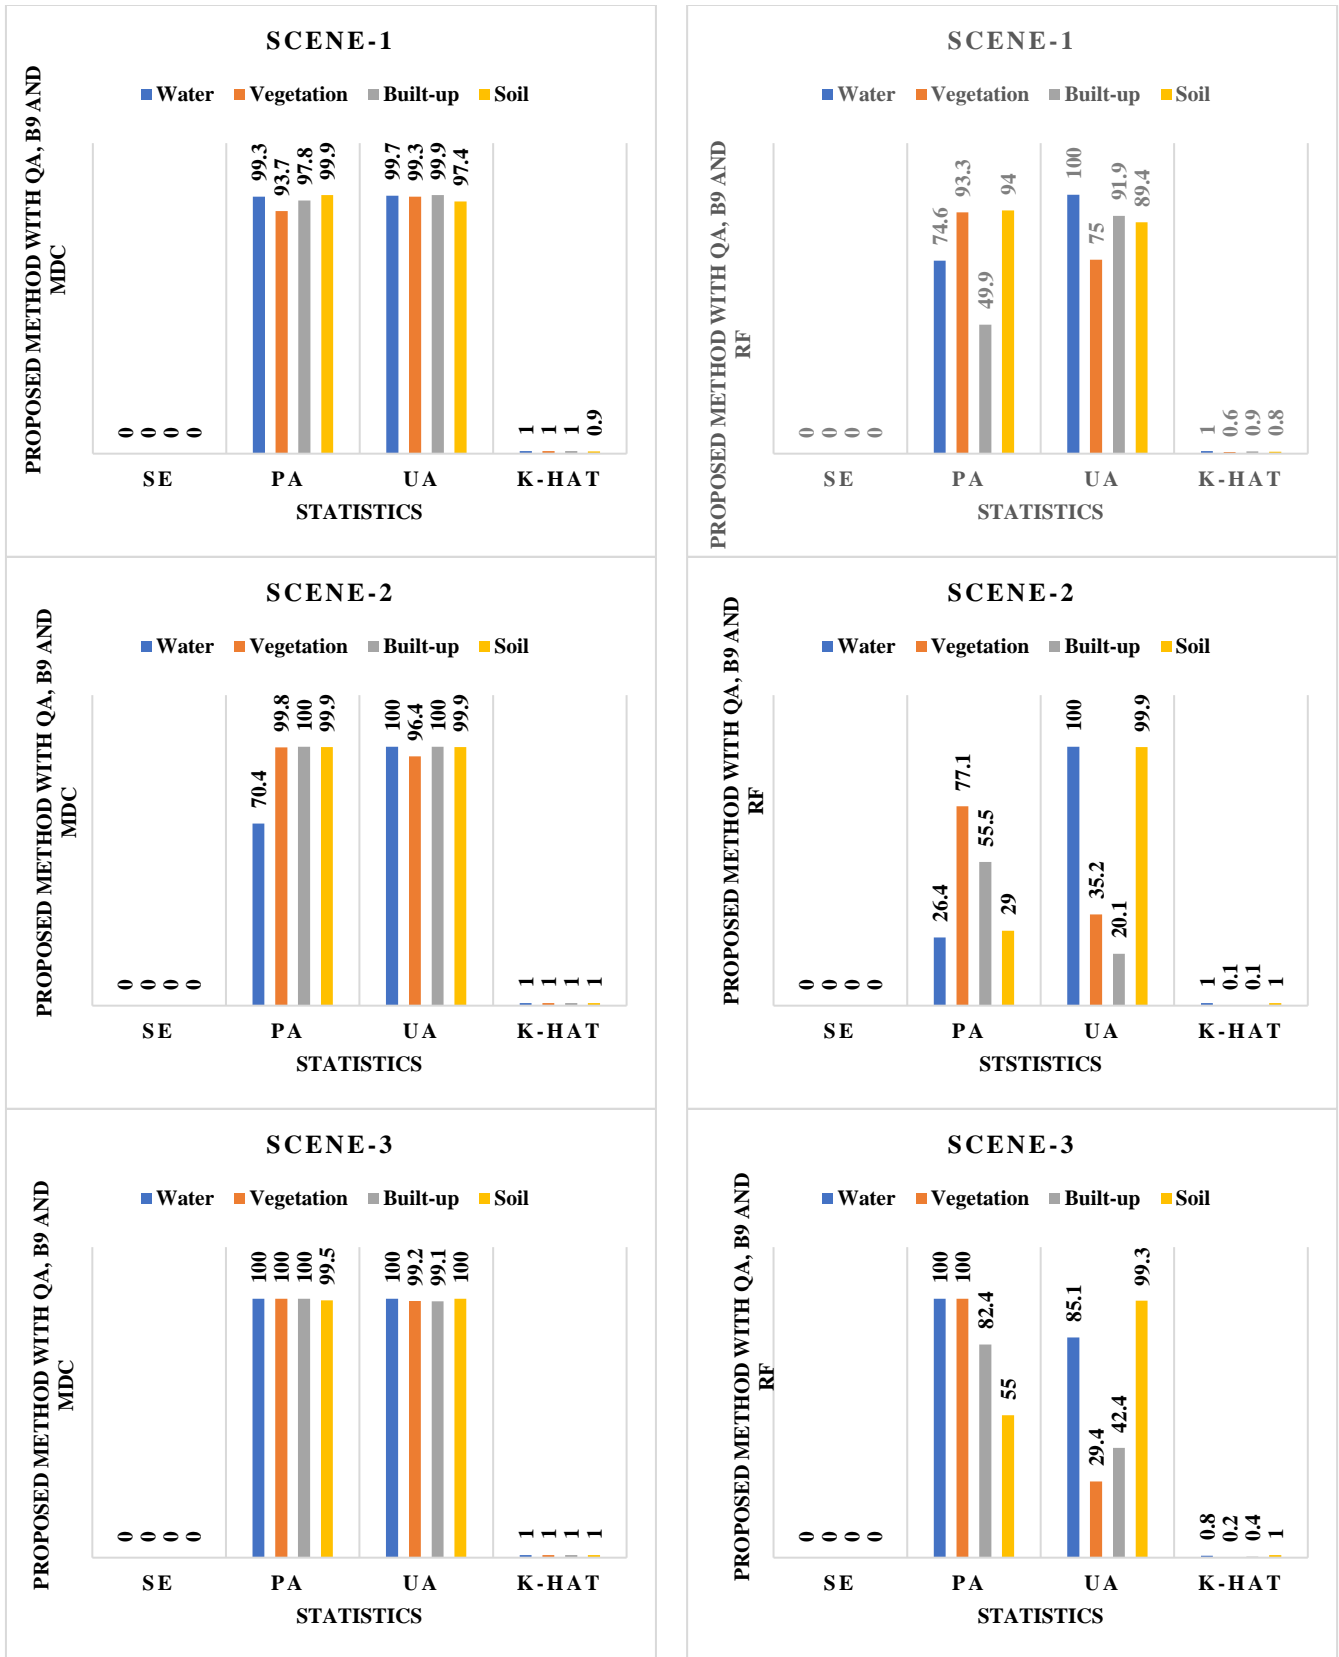 SCENE-1
Water Vegetation Built-up Soil
PROPOSED METHOD WITH QA, B9 AND
MDC
99.3 93.7 97.8 99.9 99.7 99.3 99.9 97.4
0 0 0 0 1 1 1 0.9
SE PA UA K-HAT
STATISTICS
SCENE-1
Water Vegetation Built-up Soil
PROPOSED METHOD WITH QA, B9 AND
RF
74.6 93.3 49.9 94 100 75 91.9 89.4
0 0 0 0 1 0.6 0.9 0.8
SE PA UA K-HAT
STATISTICS
SCENE-2
Water Vegetation Built-up Soil
PROPOSED METHOD WITH QA, B9 AND
MDC
70.4 99.8 100 99.9 100 96.4 100 99.9
0 0 0 0 1 1 1 1
SE PA UA K-HAT
STATISTICS
SCENE-2
Water Vegetation Built-up Soil
PROPOSED METHOD WITH QA, B9 AND
RF
26.4 77.1 55.5 29 100 35.2 20.1 99.9
0 0 0 0 1 0.1 0.1 1
SE PA UA K-HAT
STSTISTICS
SCENE-3
Water Vegetation Built-up Soil
PROPOSED METHOD WITH QA, B9 AND
MDC
100 100 100 99.5 100 99.2 99.1 100
0 0 0 0 1 1 1 1
SE PA UA K-HAT
STATISTICS
SCENE-3
Water Vegetation Built-up Soil
PROPOSED METHOD WITH QA, B9 AND
RF
100 100 82.4 55 85.1 29.4 42.4 99.3
0 0 0 0 0.8 0.2 0.4 1
SE PA UA K-HAT
STATISTICS